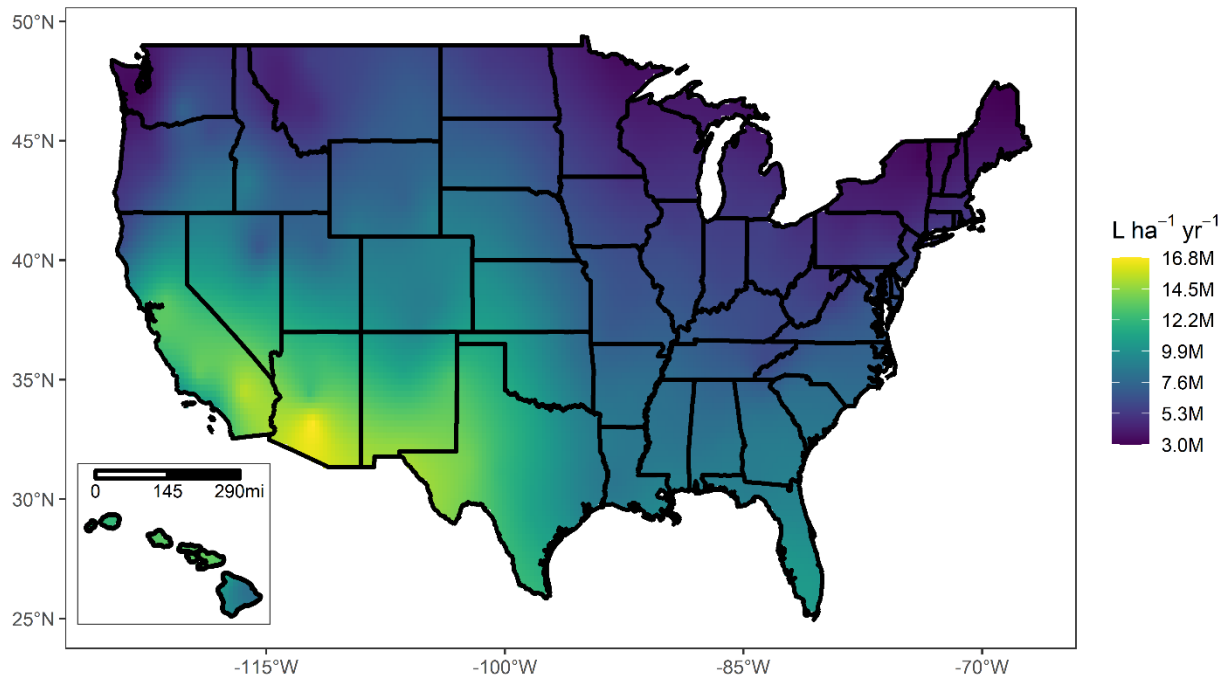 50°N
45°N
40°N
35°N
30°N
25°N
L ha⁻¹ yr⁻¹
16.8M
14.5M
12.2M
9.9M
7.6M
5.3M
3.0M
0 145 290mi
-115°W -100°W -85°W -70°W